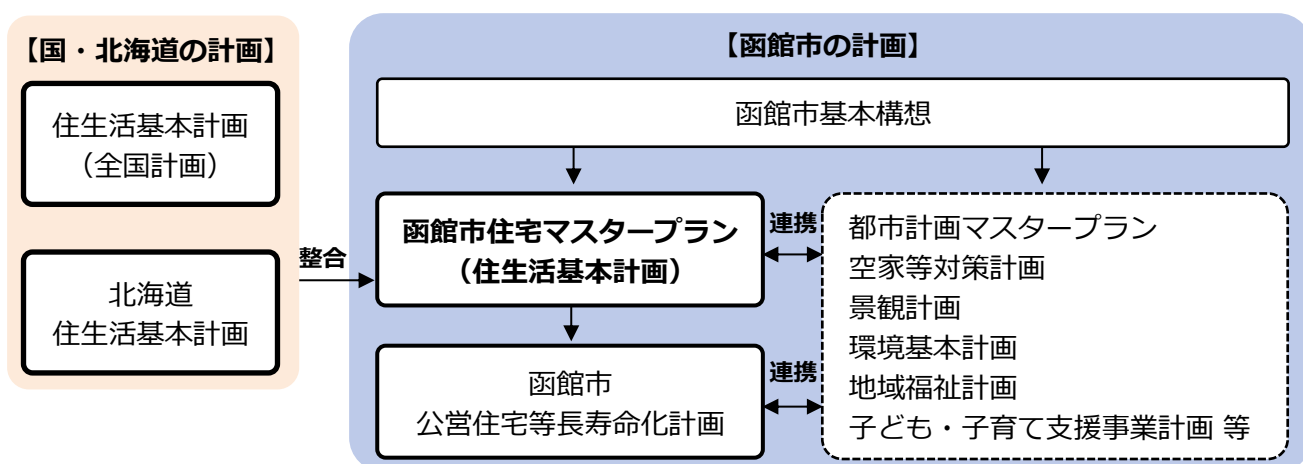 【国・北海道の計画】
住生活基本計画
（全国計画）
北海道
住生活基本計画
整合
【函館市の計画】
函館市基本構想
函館市住宅マスタープラン
（住生活基本計画）
連携
函館市
公営住宅等長寿命化計画
連携
都市計画マスタープラン
空家等対策計画
景観計画
環境基本計画
地域福祉計画
子ども・子育て支援事業計画 等